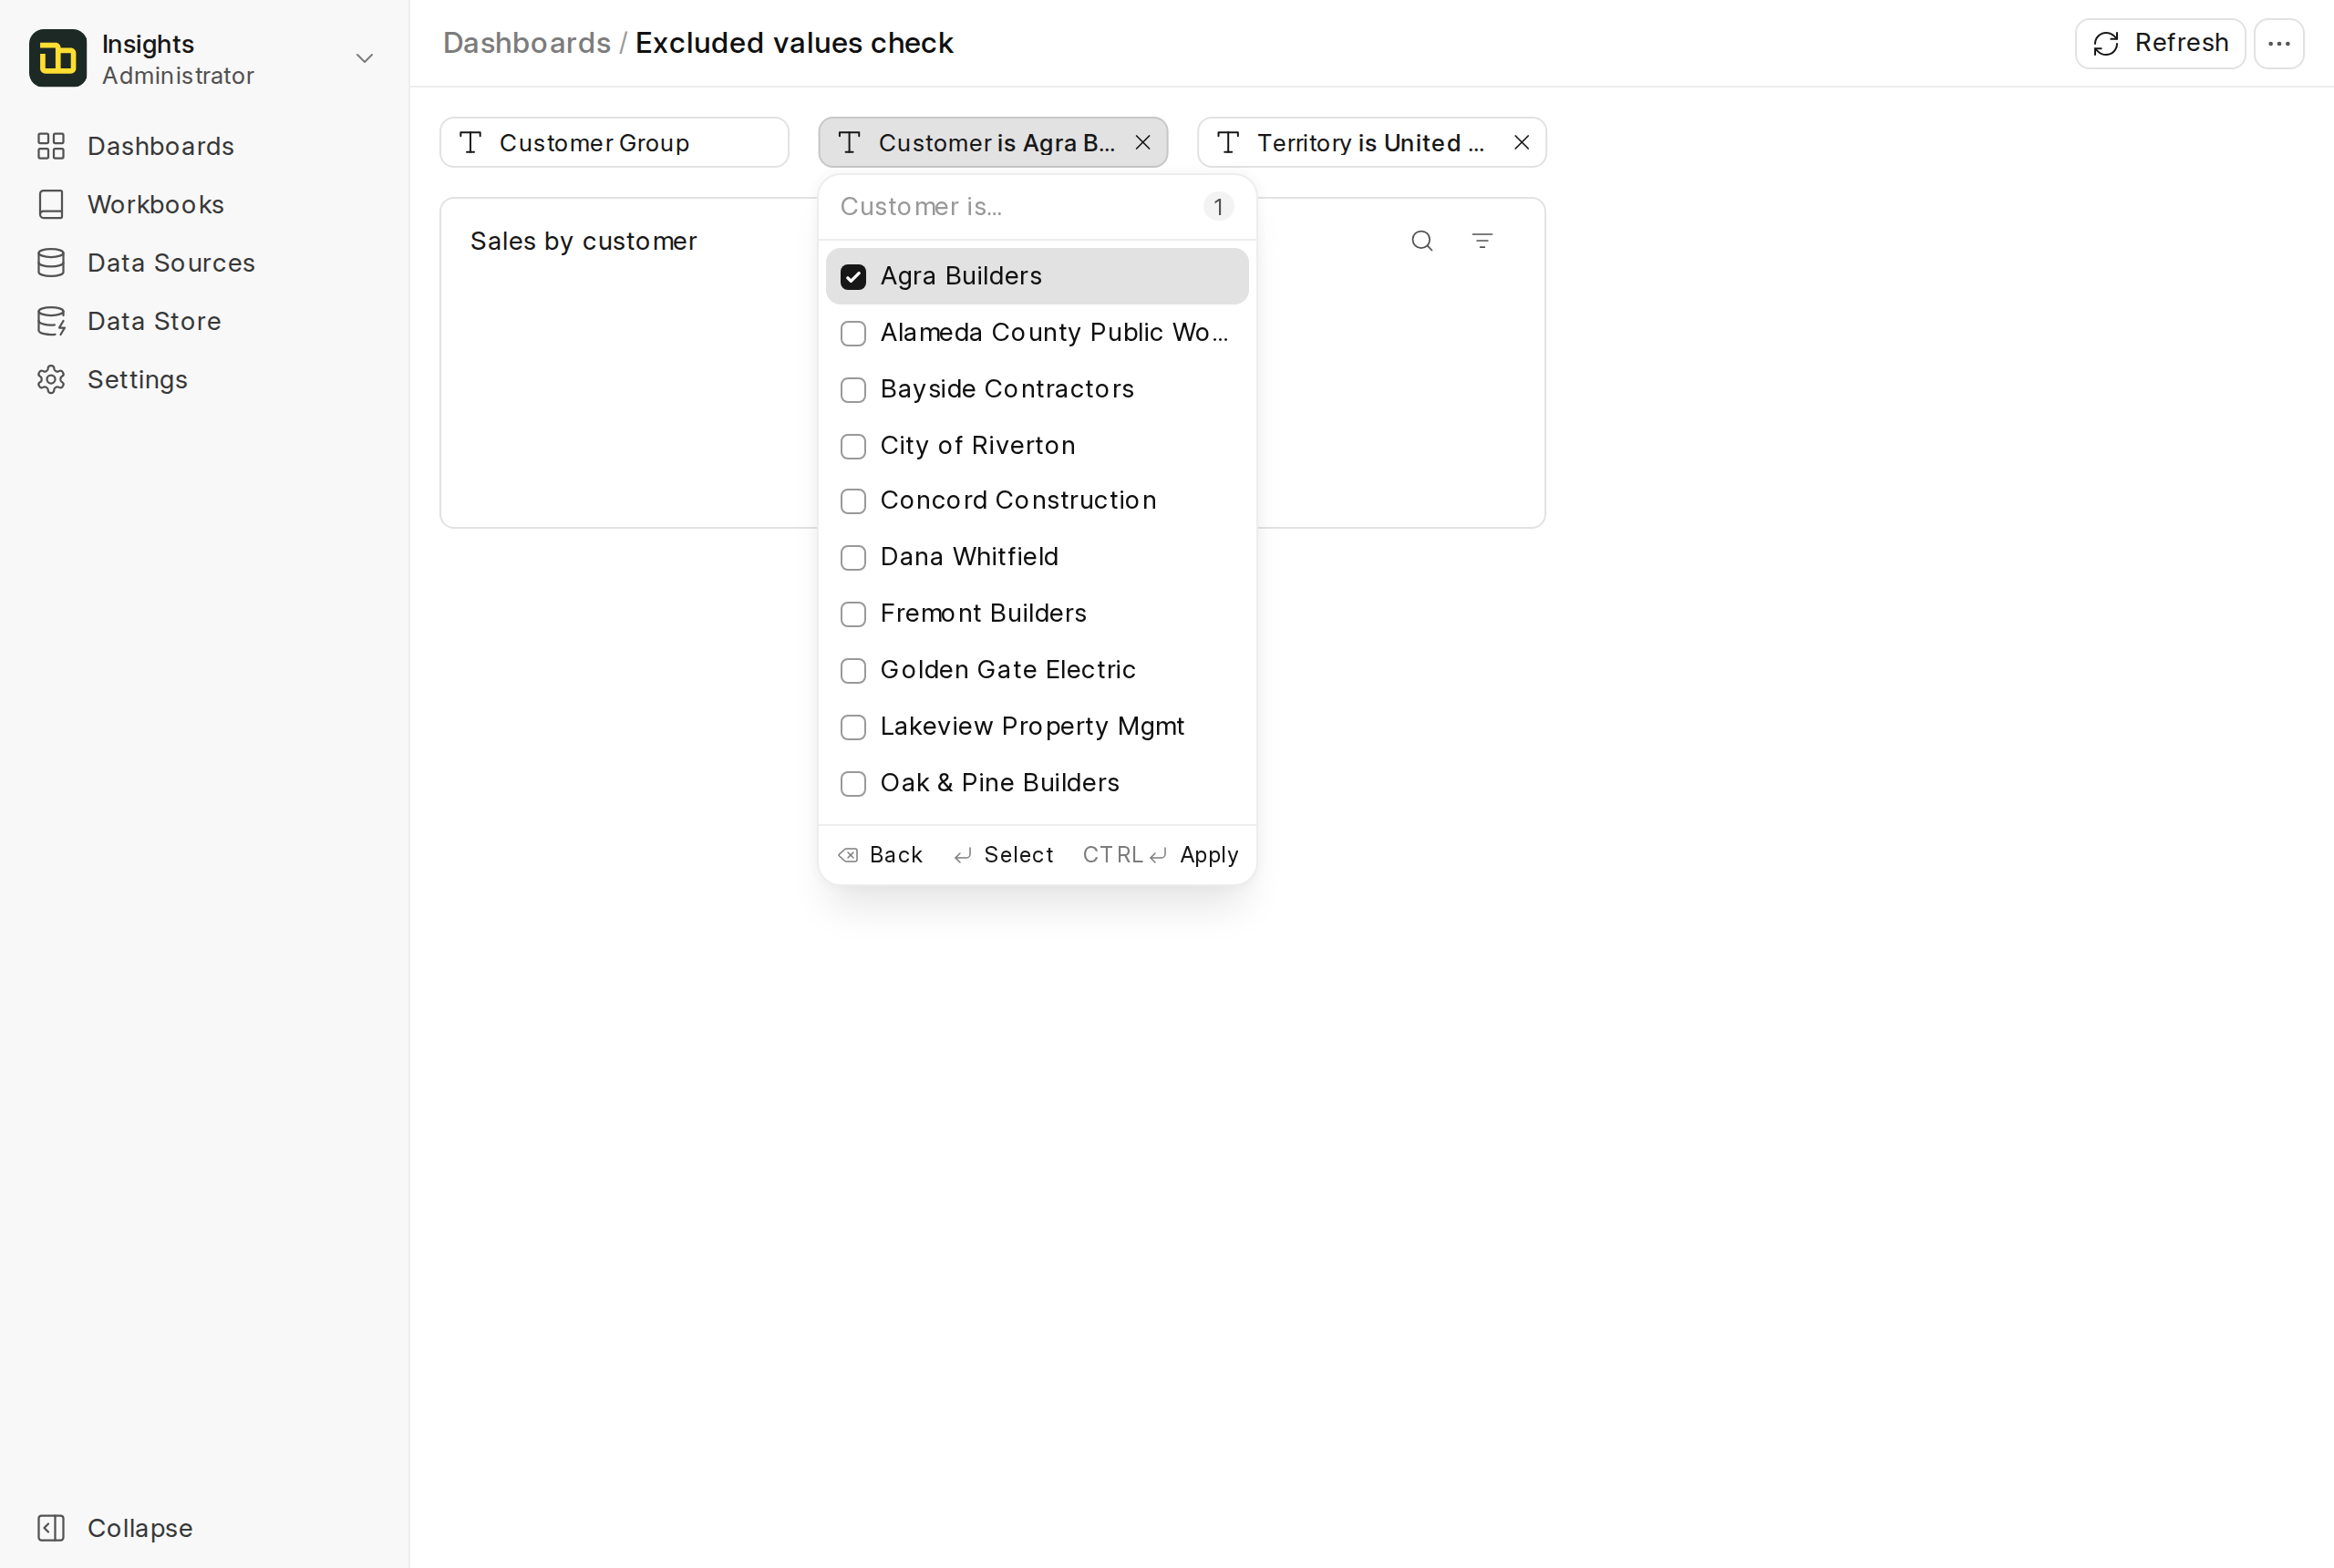 Insights
Administrator
Dashboards
Workbooks
Data Sources
Data Store
Settings
Collapse
Dashboards / Excluded values check
Refresh
Customer Group
Customer is Agra B...
Territory is United ...
Sales by customer
Customer is...
1
Agra Builders
Alameda County Public Wo...
Bayside Contractors
City of Riverton
Concord Construction
Dana Whitfield
Fremont Builders
Golden Gate Electric
Lakeview Property Mgmt
Oak & Pine Builders
Back
Select
CTRL
Apply